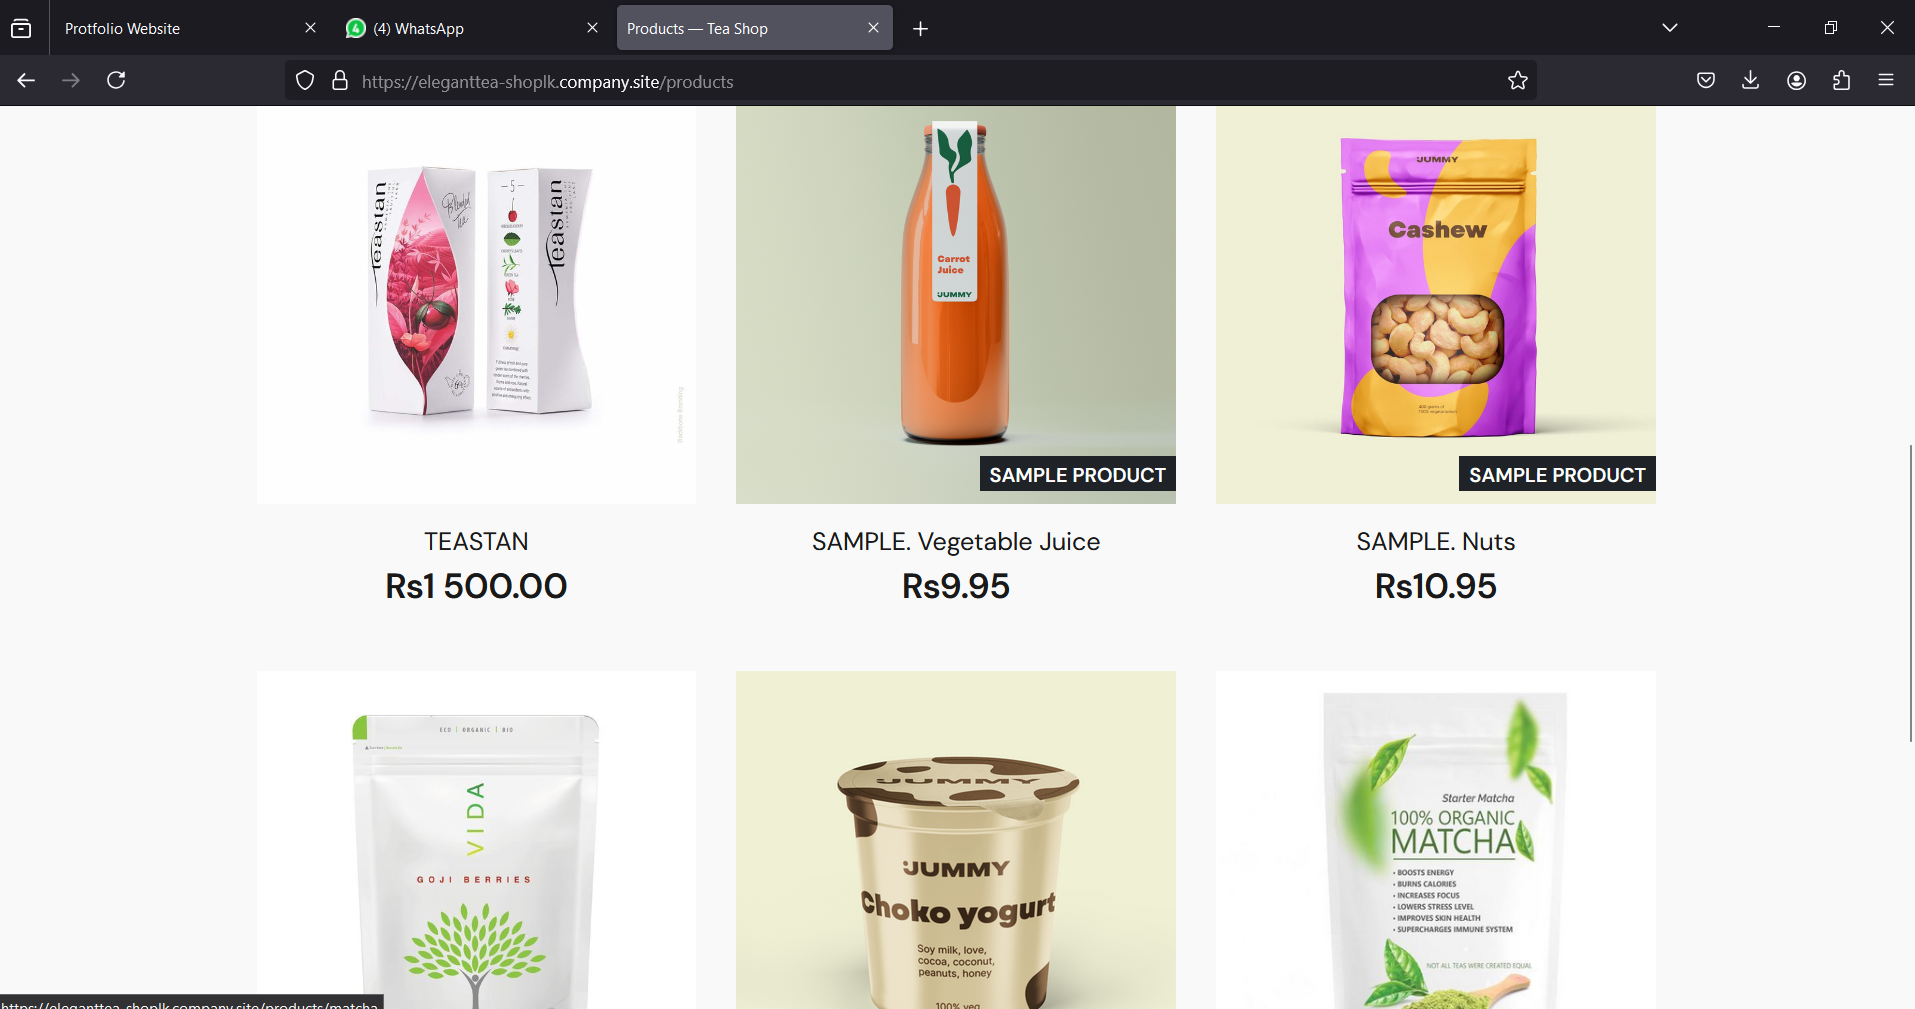 Protfolio Website
4
(4) WhatsApp
Products — Tea Shop
https://eleganttea-shoplk.company.site/products
Teastan
Blended
tea
5
Teastan
Carrot
Juice
JUMMY
JUMMY
Cashew
SAMPLE PRODUCT
SAMPLE PRODUCT
TEASTAN
SAMPLE. Vegetable Juice
SAMPLE. Nuts
Rs1 500.00
Rs9.95
Rs10.95
ECO | ORGANIC | BIO
VIDA
GOJI BERRIES
JUMMY
JUMMY
Choko yogurt
Soy milk, love,
cocoa, coconut,
peanuts, honey
100% veg
Starter Matcha
100% ORGANIC
MATCHA
• BOOSTS ENERGY
• BURNS CALORIES
• INCREASES FOCUS
• LOWERS STRESS LEVEL
• IMPROVES SKIN HEALTH
• SUPERCHARGES IMMUNE SYSTEM
NOT ALL TEAS WERE CREATED EQUAL
https://eleganttea-shoplk.company.site/products/matcha